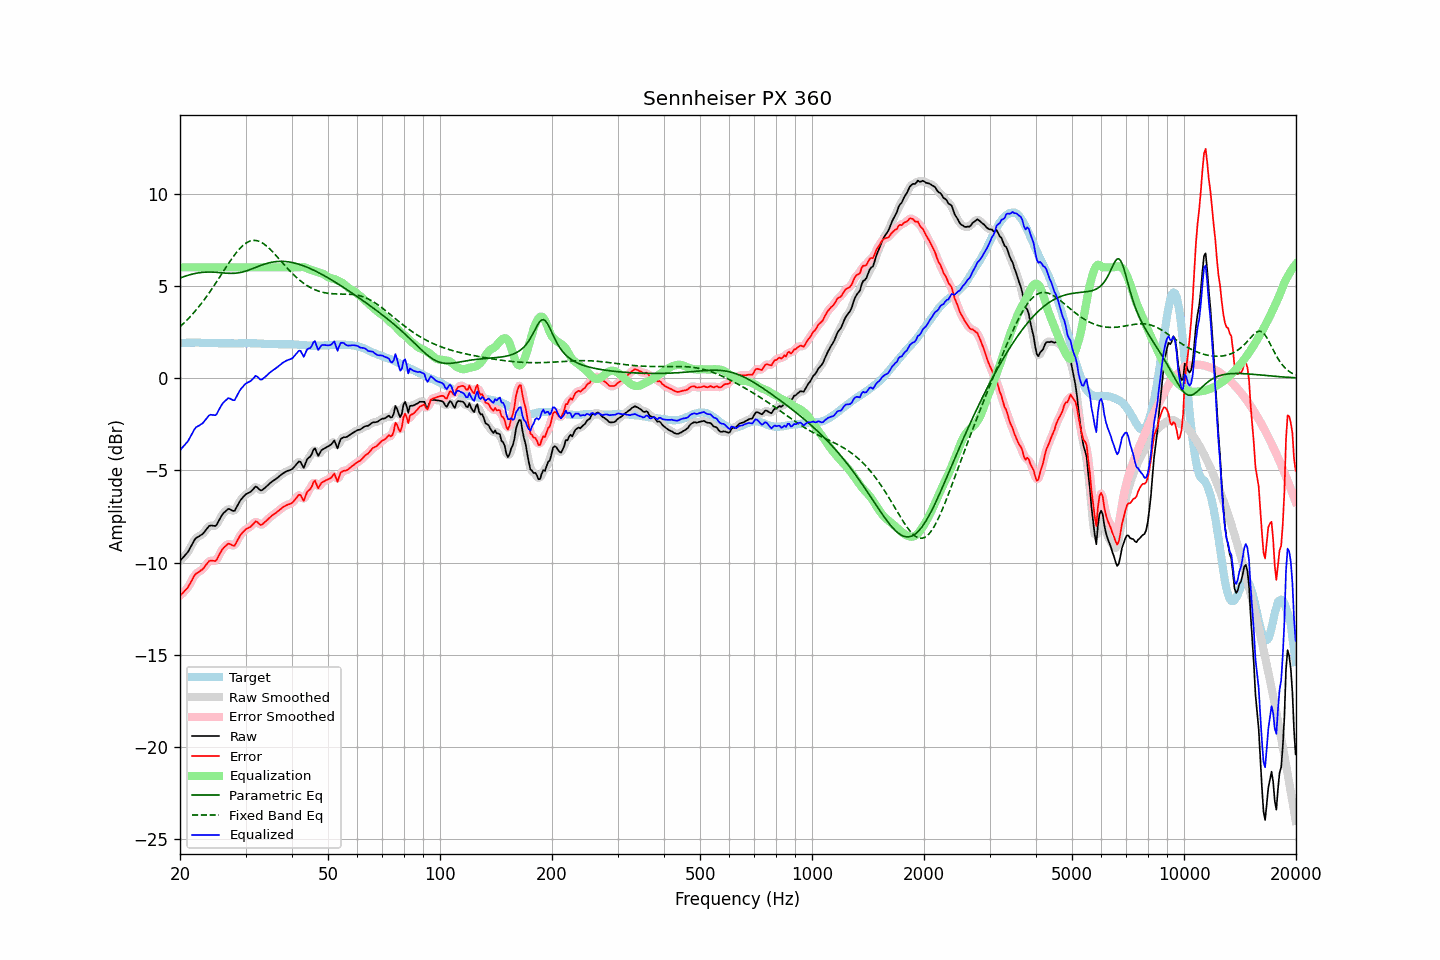 Sennheiser PX 360
Amplitude (dBr)
10
5
0
−5
−10
−15
−20
−25
Target
Raw Smoothed
Error Smoothed
Raw
Error
Equalization
Parametric Eq
Fixed Band Eq
Equalized
20 50 100 200 500 1000 2000 5000 10000 20000
Frequency (Hz)